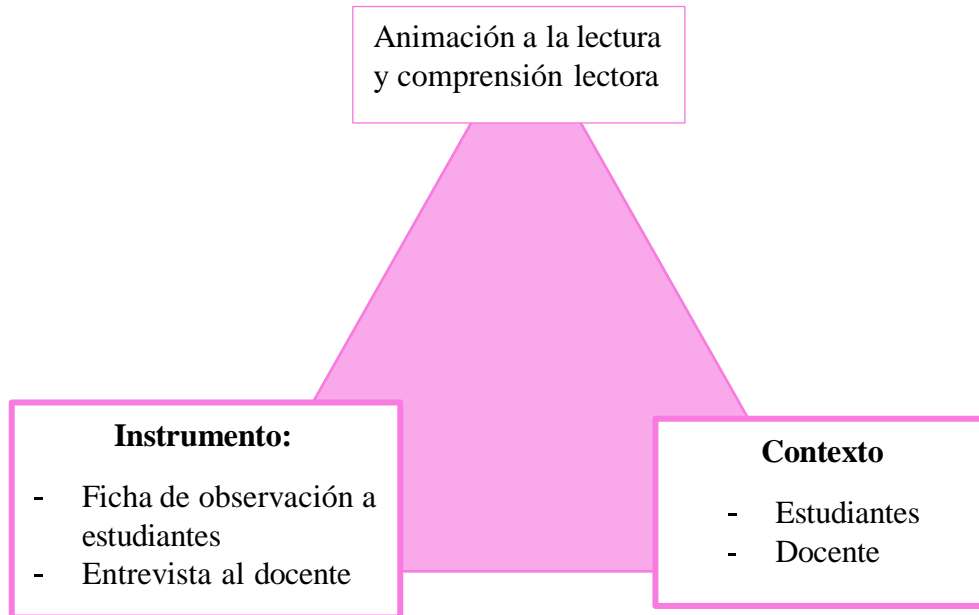 Animación a la lectura
y comprensión lectora
Instrumento:
- Ficha de observación a
estudiantes
- Entrevista al docente
Contexto
- Estudiantes
- Docente